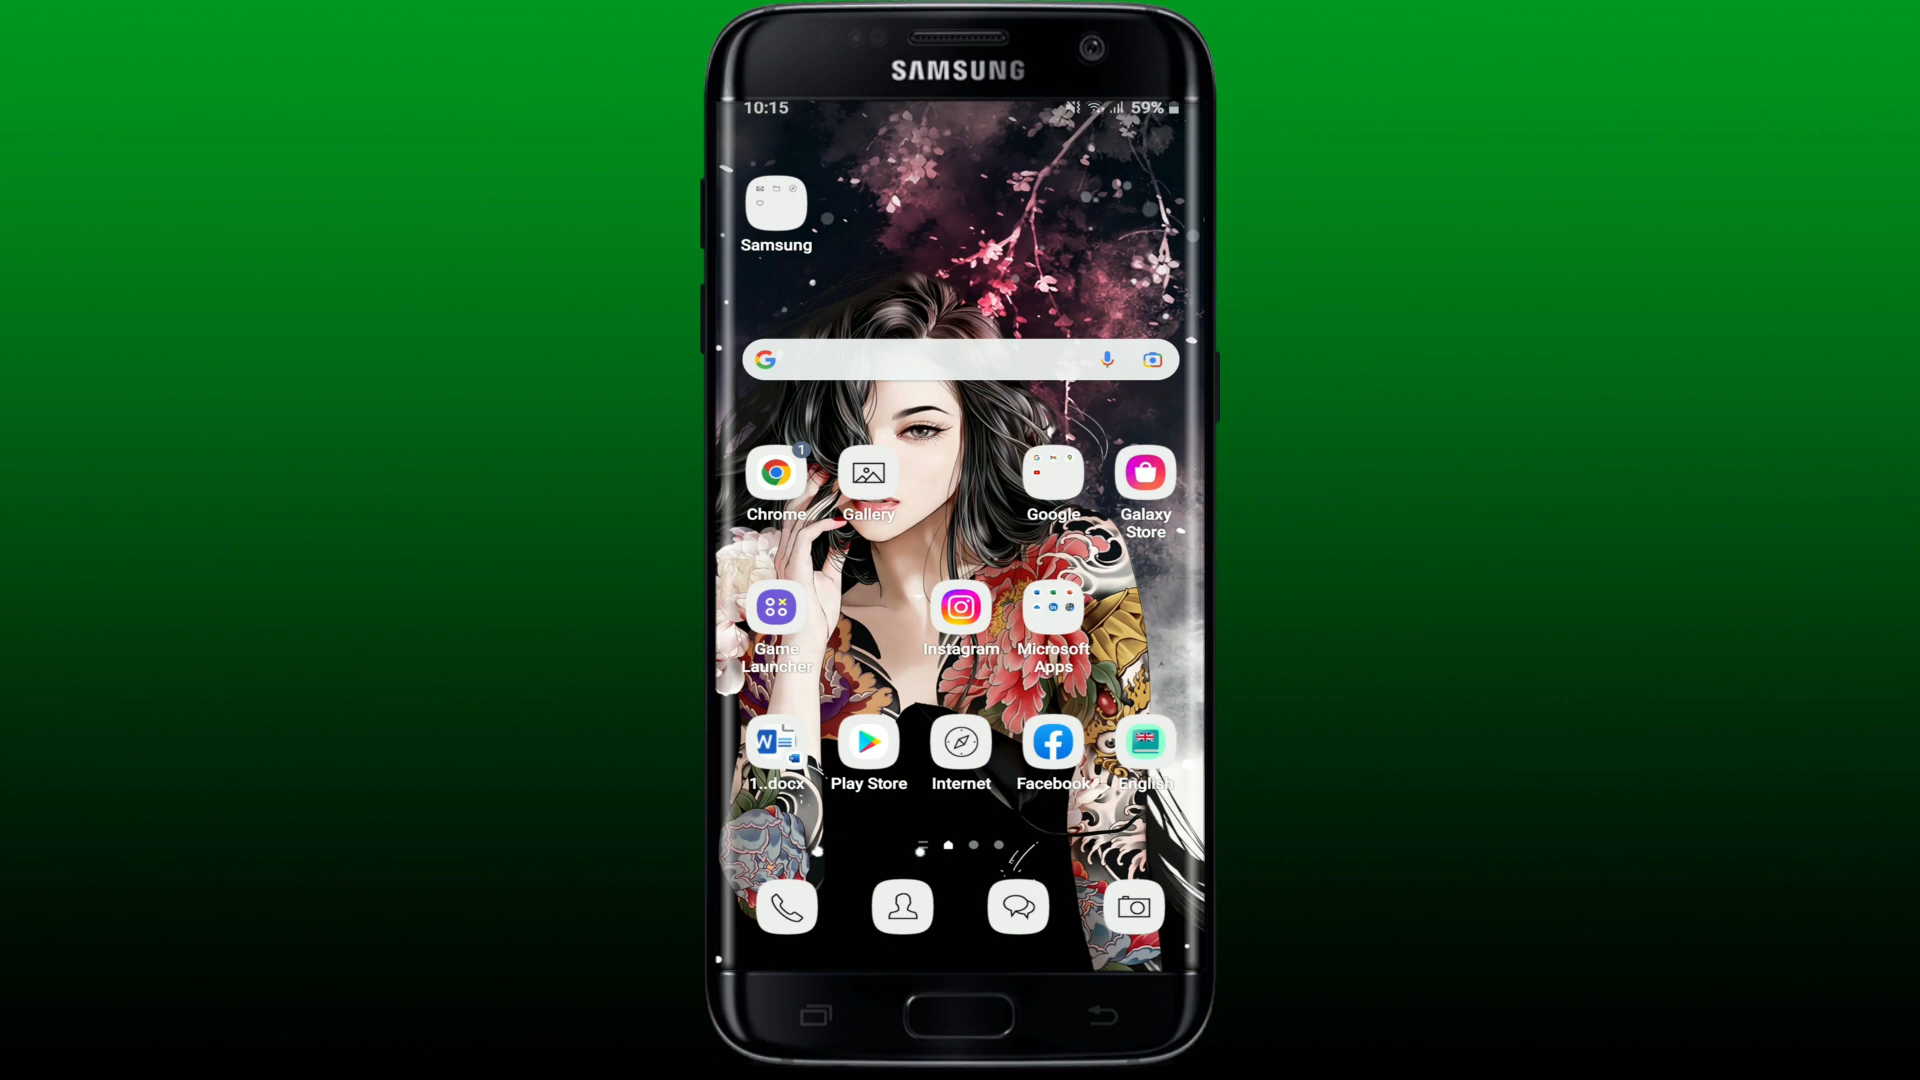 SAMSUNG
10:15 59%
Samsung
1
Chrome Gallery Google Galaxy
Store
Game Instagram Microsoft
Launcher Apps
1..docx Play Store Internet Facebook English